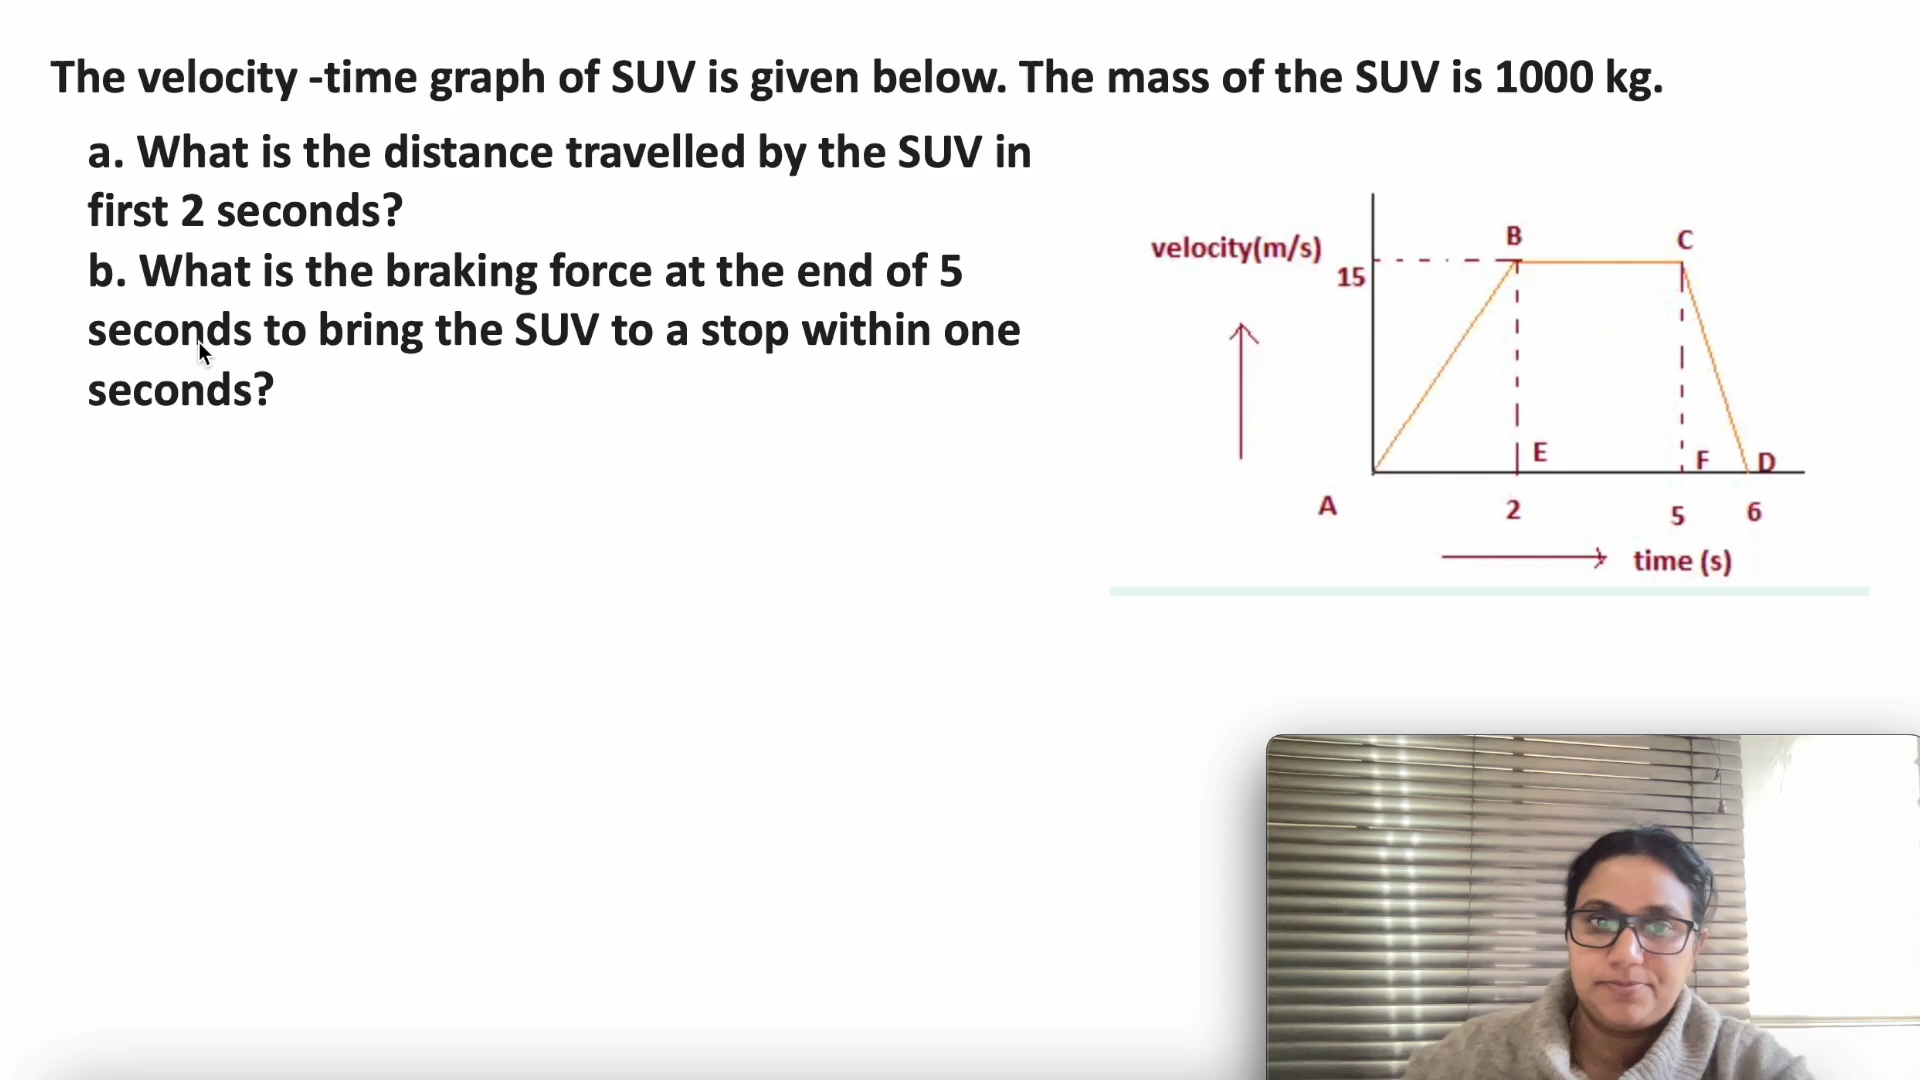 The velocity -time graph of SUV is given below. The mass of the SUV is 1000 kg.
a. What is the distance travelled by the SUV in
first 2 seconds?
b. What is the braking force at the end of 5
seconds to bring the SUV to a stop within one
seconds?
velocity(m/s)
15
B
C
E
F
D
A
2
5
6
time (s)